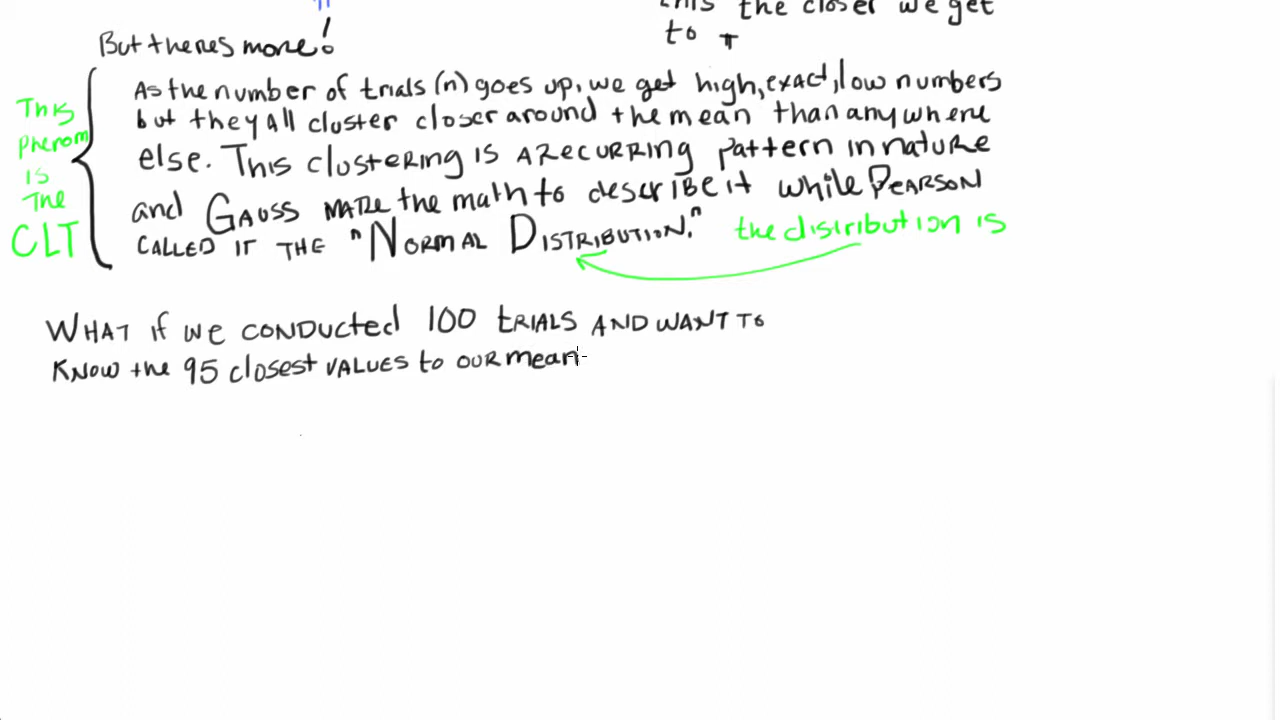 this the closer we get
to π
But theres more!
As the number of trials (n) goes up, we get high, exact, low numbers
but they all cluster closer around the mean than anywhere
else. This clustering is a recurring pattern in nature
and Gauss made the math to describe it while Pearson
called it the "Normal Distribution."
the distribution is
This
Phenom
is
The
CLT
What if we conducted 100 trials and want to
know the 95 closest values to our mean